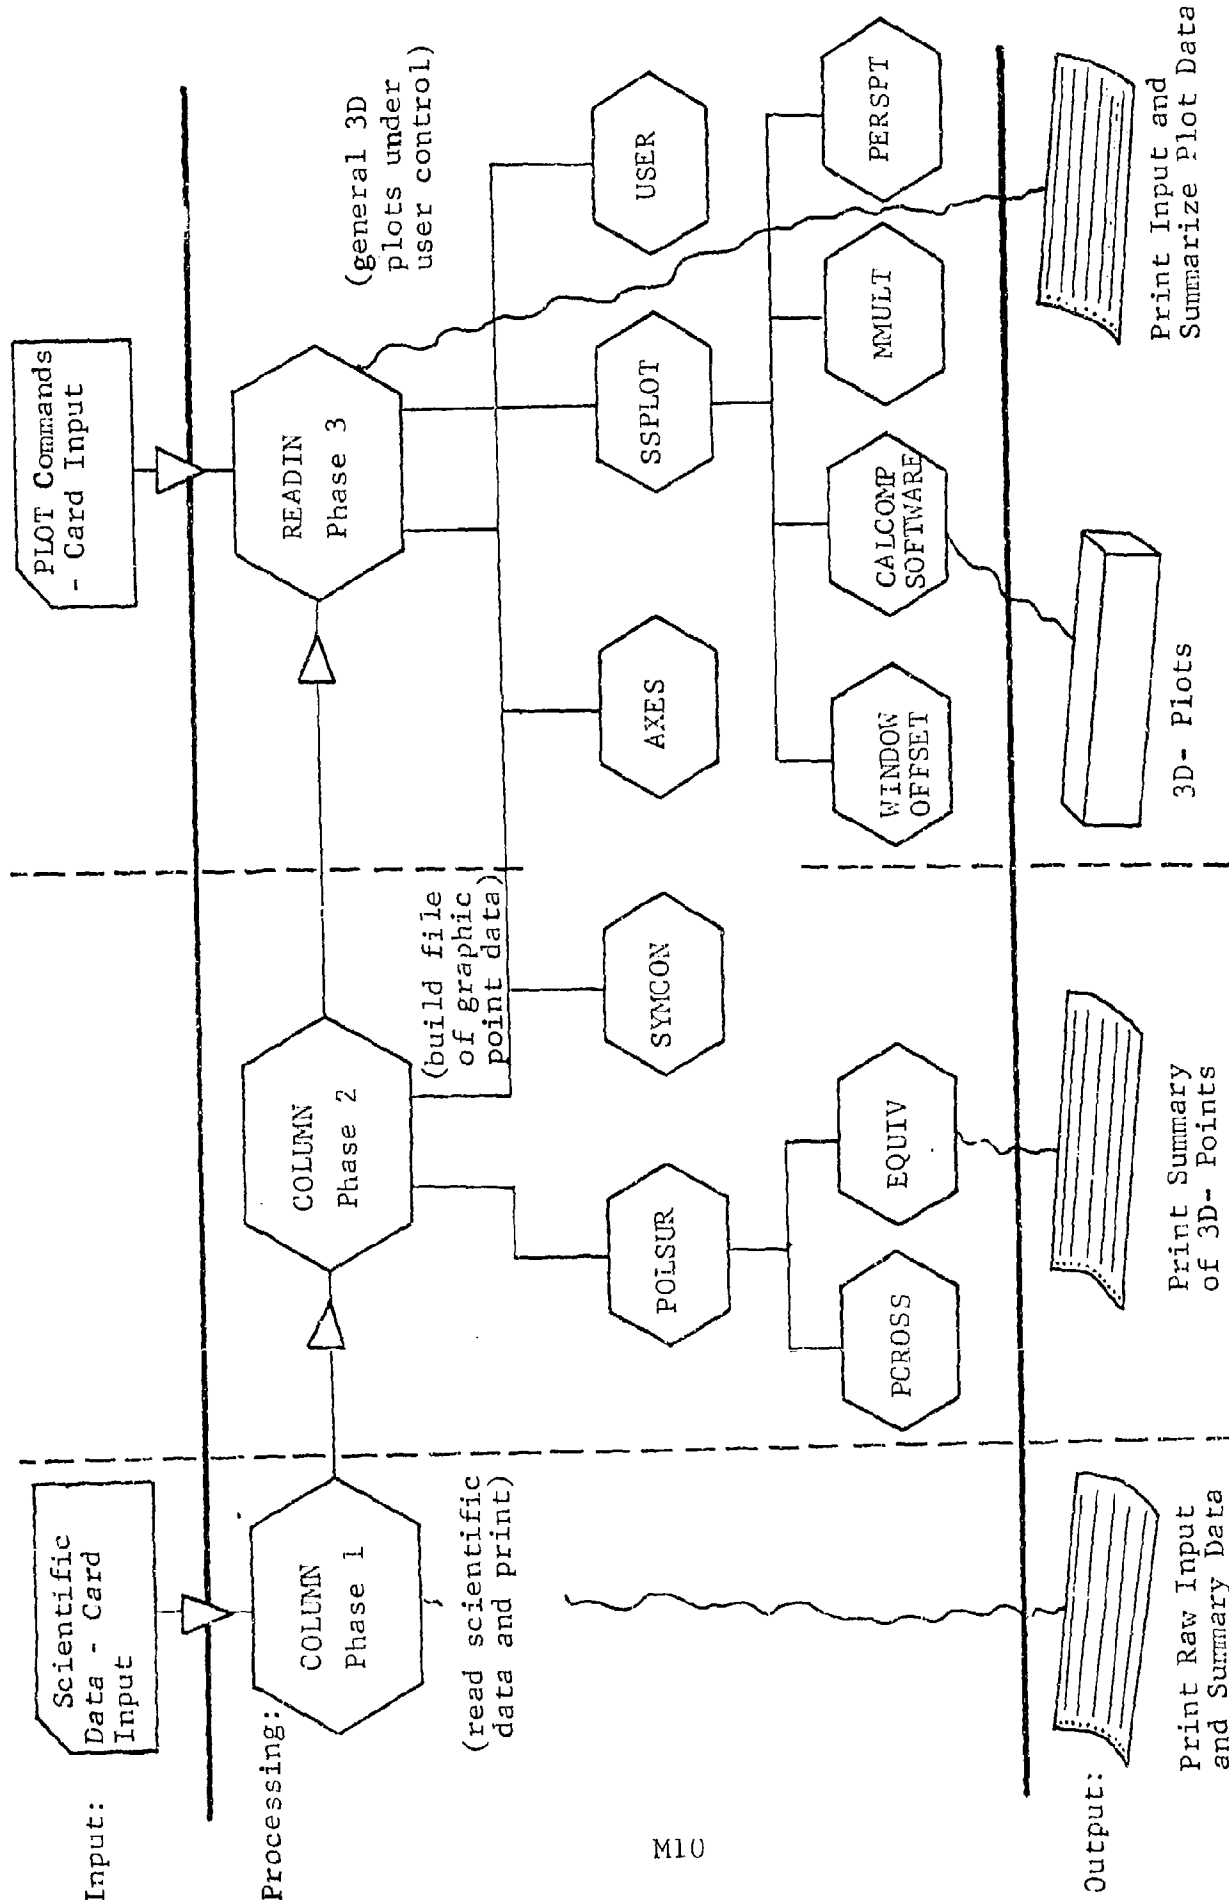 Input:
Scientific
Data - Card
Input
PLOT Commands
- Card Input
Processing:
COLUMN
Phase 1
(read scientific
data and print)
COLUMN
Phase 2
(build file
of graphic
point data)
READIN
Phase 3
(general 3D
plots under
user control)
POLSUR
SYMCON
AXES
SSPLOT
USER
PCROSS
EQUIV
WINDOW
OFFSET
CALCOMP
SOFTWARE
MMULT
PERSPT
Output:
Print Raw Input
and Summary Data
Print Summary
of 3D- Points
3D- Plots
Print Input and
Summarize Plot Data
M10